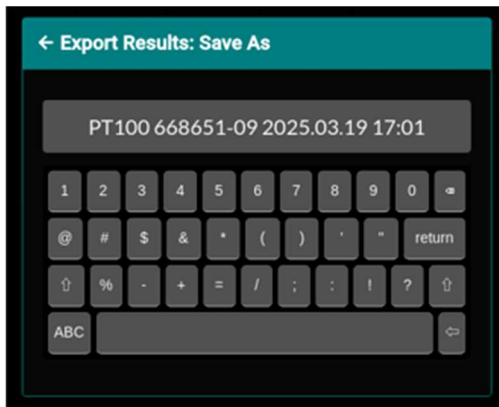 ← Export Results: Save As
PT100 668651-09 2025.03.19 17:01
1 2 3 4 5 6 7 8 9 0 ⌫
@ # $ & * ( ) ' " return
⇧ % - + = / ; : ! ? ⇧
ABC ⇦